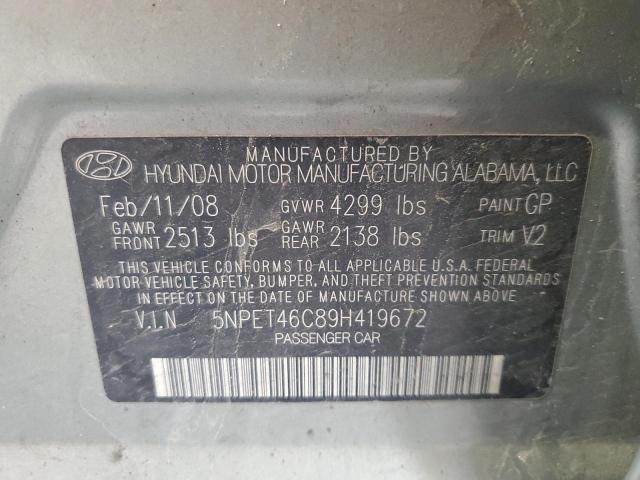 MANUFACTURED BY
HYUNDAI MOTOR MANUFACTURING ALABAMA, LLC
Feb/11/08 GVWR 4299 lbs PAINT GP
GAWR FRONT 2513 lbs GAWR REAR 2138 lbs TRIM V2
THIS VEHICLE CONFORMS TO ALL APPLICABLE U.S.A. FEDERAL
MOTOR VEHICLE SAFETY, BUMPER, AND THEFT PREVENTION STANDARDS
IN EFFECT ON THE DATE OF MANUFACTURE SHOWN ABOVE.
V.I.N 5NPET46C89H419672
PASSENGER CAR